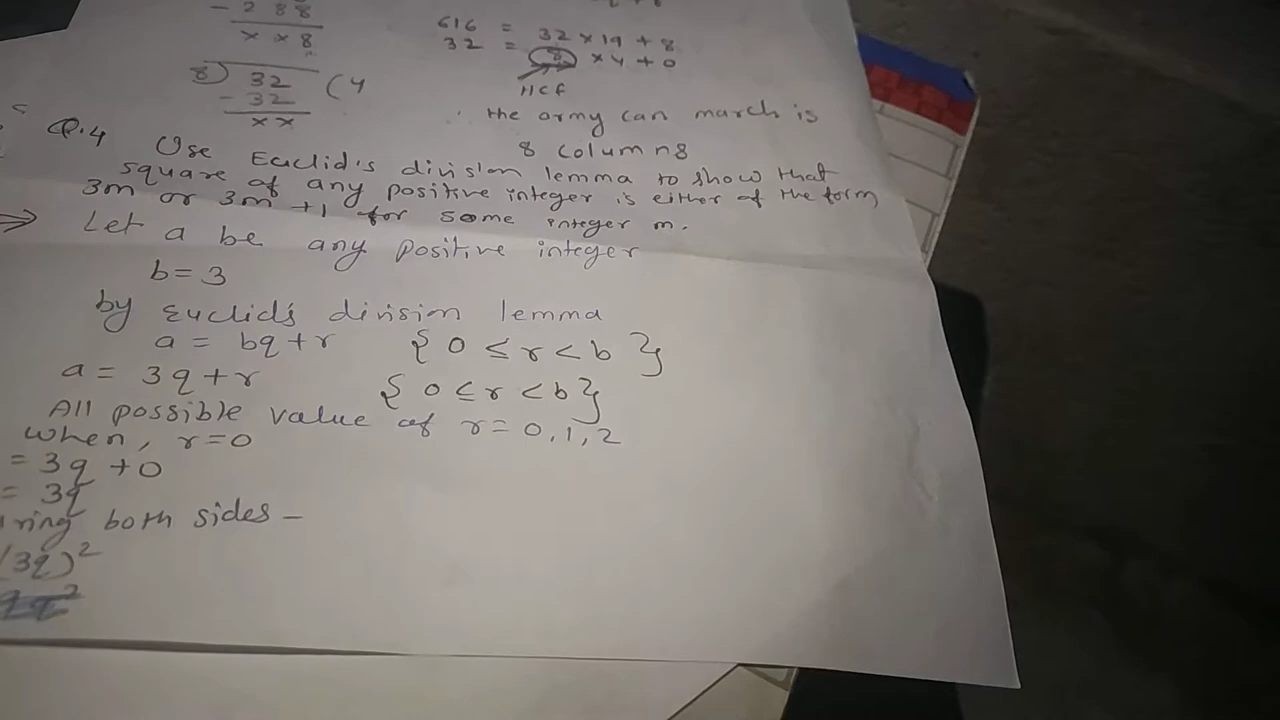 - 288
x x 8
8) 32 (4
- 32
x x
616 = 32 x 19 + 8
32 = 8 x 4 + 0
HCF
∴ the army can march is
8 columns
Q.4 Use Euclid's division lemma to show that
square of any positive integer is either of the form
3m or 3m +1 for some integer m.
⇒ Let a be any positive integer
b = 3
by Euclid's division lemma
a = bq + r { 0 ≤ r < b }
a = 3q + r { 0 ≤ r < b }
All possible value of r = 0, 1, 2
when, r = 0
= 3q + 0
= 3q
ring both sides -
(3q)²